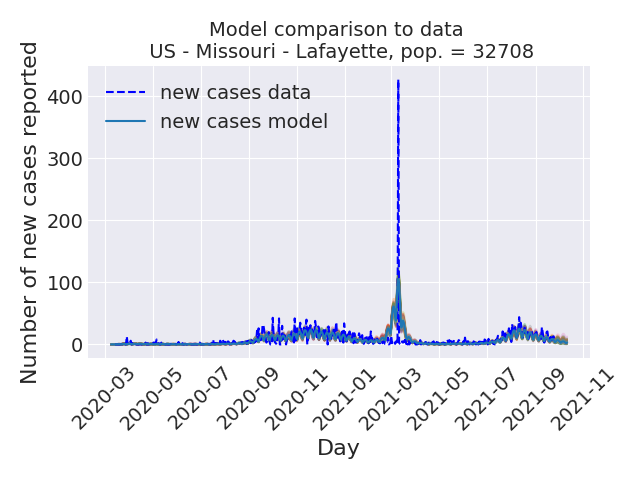 Model comparison to data
US - Missouri - Lafayette, pop. = 32708
Number of new cases reported
400
300
200
100
0
new cases data
new cases model
2020-03
2020-05
2020-07
2020-09
2020-11
2021-01
2021-03
2021-05
2021-07
2021-09
2021-11
Day